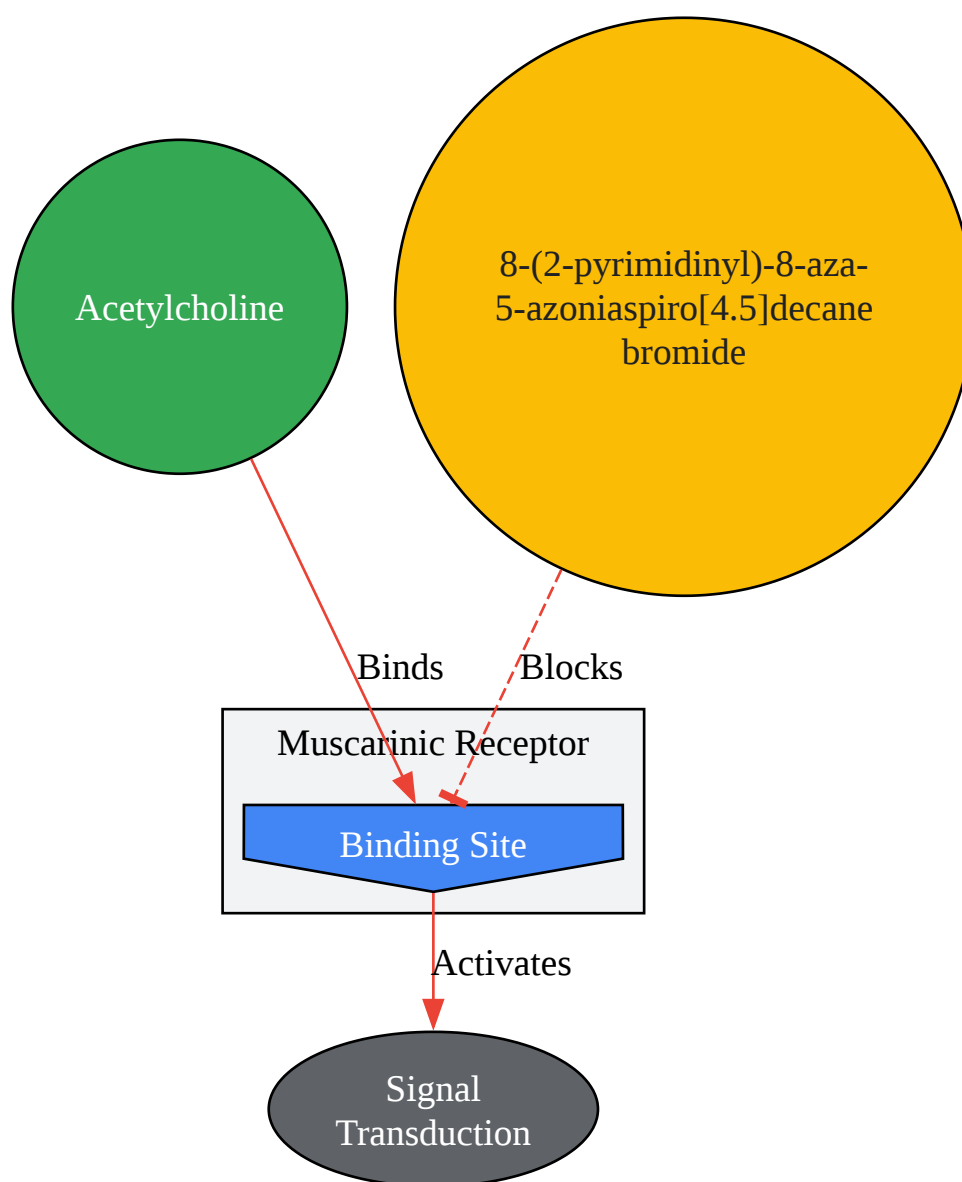 Acetylcholine
8-(2-pyrimidinyl)-8-aza-
5-azoniaspiro[4.5]decane
bromide
Binds
Blocks
Muscarinic Receptor
Binding Site
Activates
Signal
Transduction